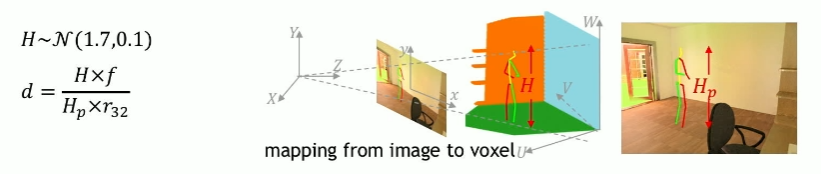 H~𝒩(1.7,0.1)
d = H×f / H_p×r_32
Y
Z
X
y
x
H
W
V
U
mapping from image to voxel
H_p